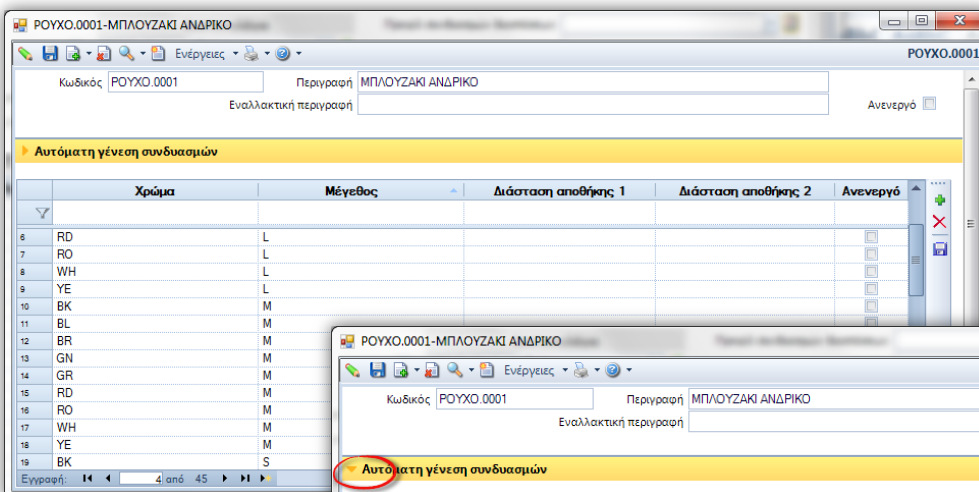 ΡΟΥΧΟ.0001-ΜΠΛΟΥΖΑΚΙ ΑΝΔΡΙΚΟ
Ενέργειες
ΡΟΥΧΟ.0001
Κωδικός ΡΟΥΧΟ.0001 Περιγραφή ΜΠΛΟΥΖΑΚΙ ΑΝΔΡΙΚΟ
Εναλλακτική περιγραφή Ανενεργό
Αυτόματη γένεση συνδυασμών
Χρώμα Μέγεθος Διάσταση αποθήκης 1 Διάσταση αποθήκης 2 Ανενεργό
6 RD L
7 RO L
8 WH L
9 YE L
10 BK M
11 BL M
12 BR M
13 GN M
14 GR M
15 RD M
16 RO M
17 WH M
18 YE M
19 BK S
Εγγραφή: 4 από 45
ΡΟΥΧΟ.0001-ΜΠΛΟΥΖΑΚΙ ΑΝΔΡΙΚΟ
Ενέργειες
Κωδικός ΡΟΥΧΟ.0001 Περιγραφή ΜΠΛΟΥΖΑΚΙ ΑΝΔΡΙΚΟ
Εναλλακτική περιγραφή
Αυτόματη γένεση συνδυασμών